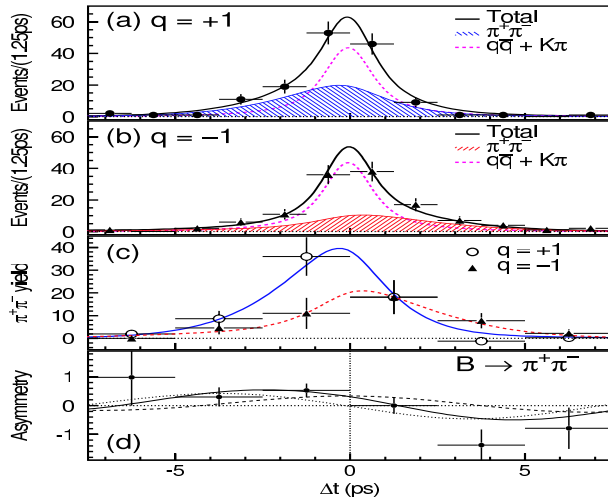 (a) q = +1
Total
π⁺π⁻
qq̅ + Kπ
Events/(1.25ps)
60
40
20
0
(b) q = −1
Total
π⁺π⁻
qq̅ + Kπ
Events/(1.25ps)
60
40
20
0
(c)
q = +1
q = −1
π⁺π⁻ yield
40
30
20
10
0
B → π⁺π⁻
Asymmetry
1
0
-1
(d)
-5
0
5
Δt (ps)